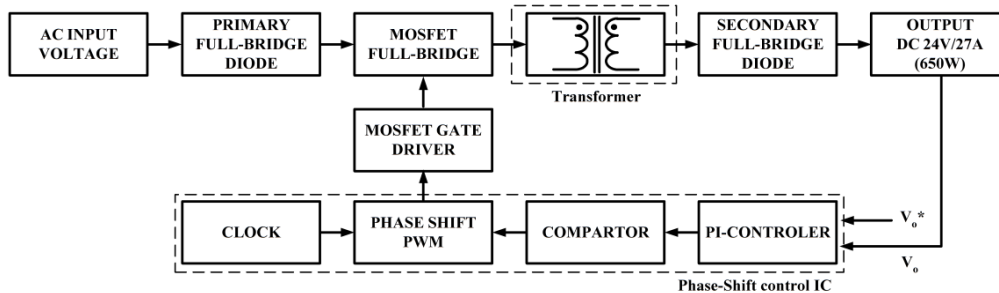 AC INPUT
VOLTAGE
PRIMARY
FULL-BRIDGE
DIODE
MOSFET
FULL-BRIDGE
Transformer
SECONDARY
FULL-BRIDGE
DIODE
OUTPUT
DC 24V/27A
(650W)
MOSFET GATE
DRIVER
CLOCK
PHASE SHIFT
PWM
COMPARTOR
PI-CONTROLER
Vo*
Vo
Phase-Shift control IC